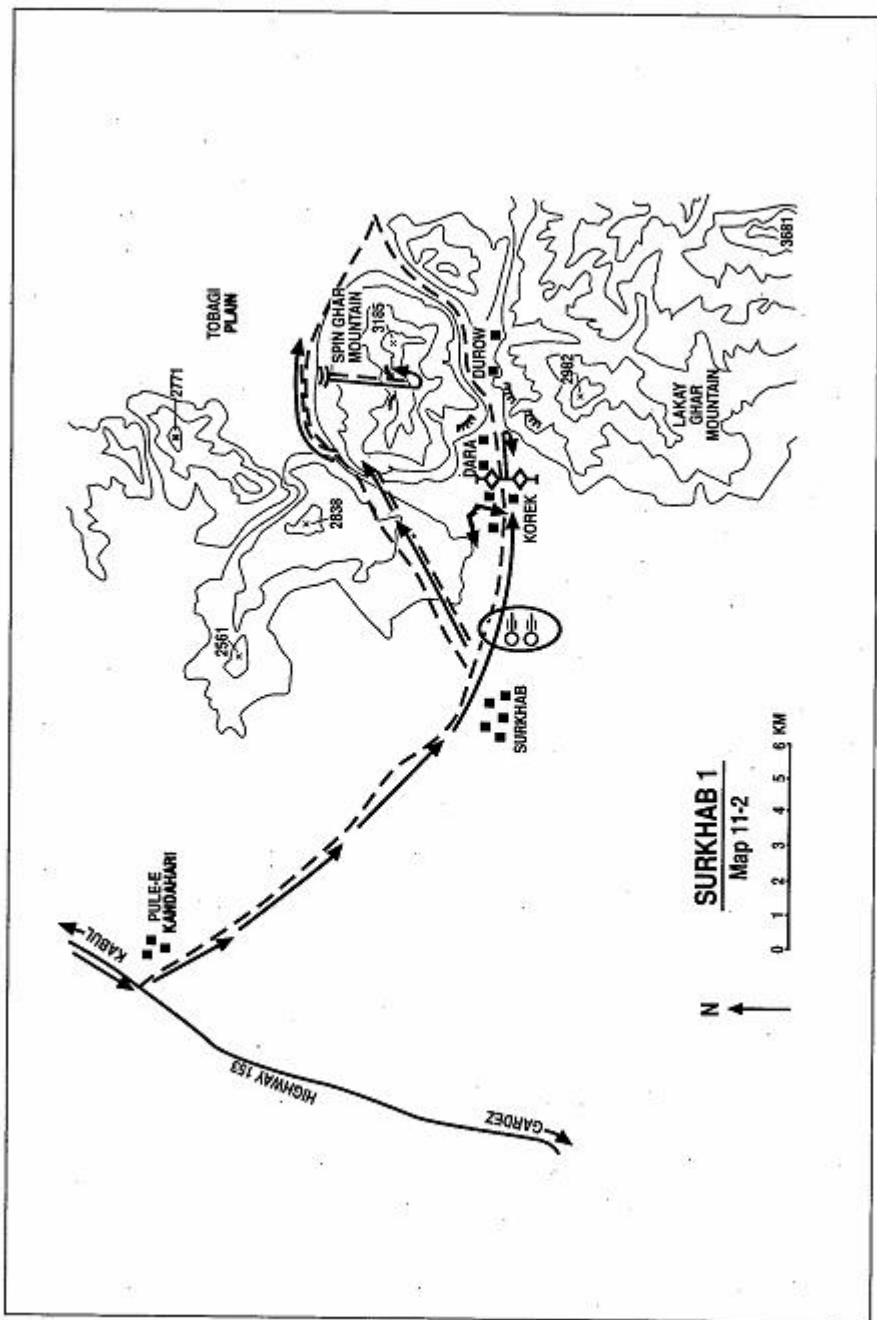 KABUL
PULE-E
KANDAHARI
HIGHWAY 153
GARDEZ
2561
2838
2771
TOBAGI
PLAIN
SPIN GHAR
MOUNTAIN
3185
SURKHAB
KOREK
DARA
DUROW
2982
LAKAY
GHAR
MOUNTAIN
3681
N
SURKHAB 1
Map 11-2
0 1 2 3 4 5 6 KM